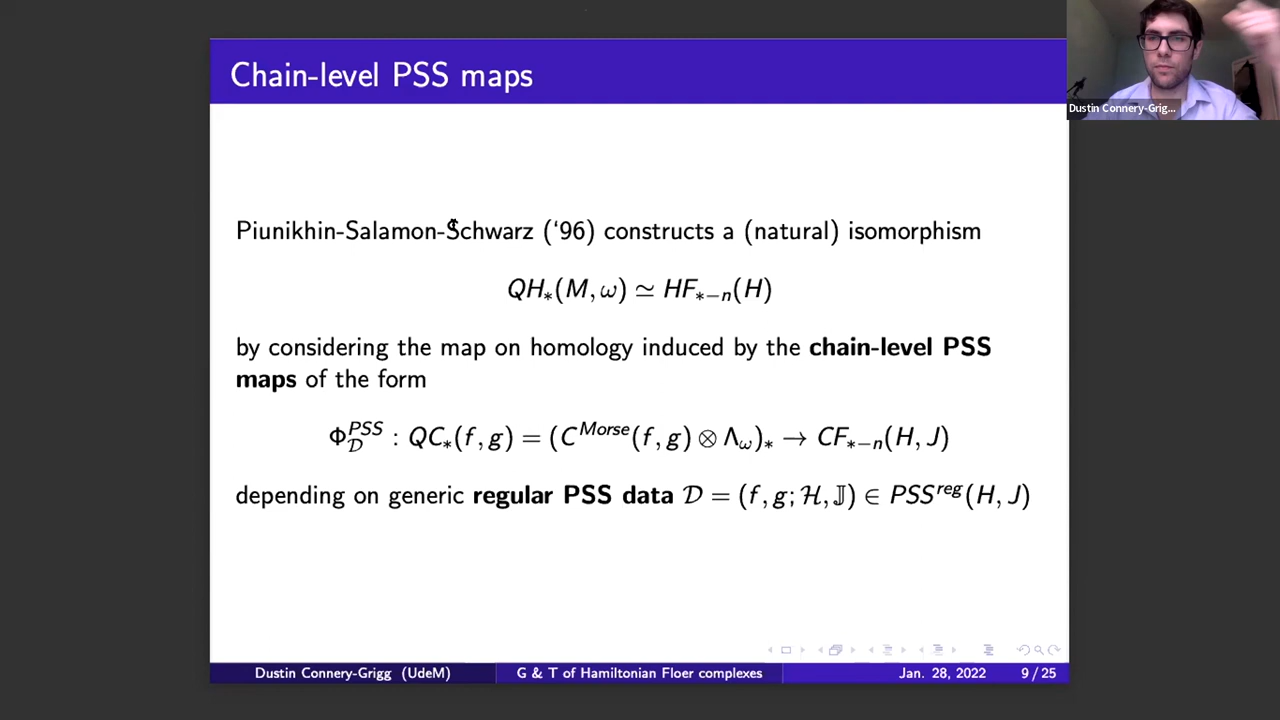 Chain-level PSS maps
Dustin Connery-Grigg...
Piunikhin-Salamon-Schwarz (‘96) constructs a (natural) isomorphism
QH∗(M, ω) ≃ HF∗−n(H)
by considering the map on homology induced by the chain-level PSS
maps of the form
Φ_D^PSS : QC∗(f, g) = (C^Morse(f, g) ⊗ Λω)∗ → CF∗−n(H, J)
depending on generic regular PSS data 𝒟 = (f, g; ℋ, 𝕁) ∈ PSS^reg(H, J)
Dustin Connery-Grigg (UdeM) G & T of Hamiltonian Floer complexes Jan. 28, 2022 9 / 25